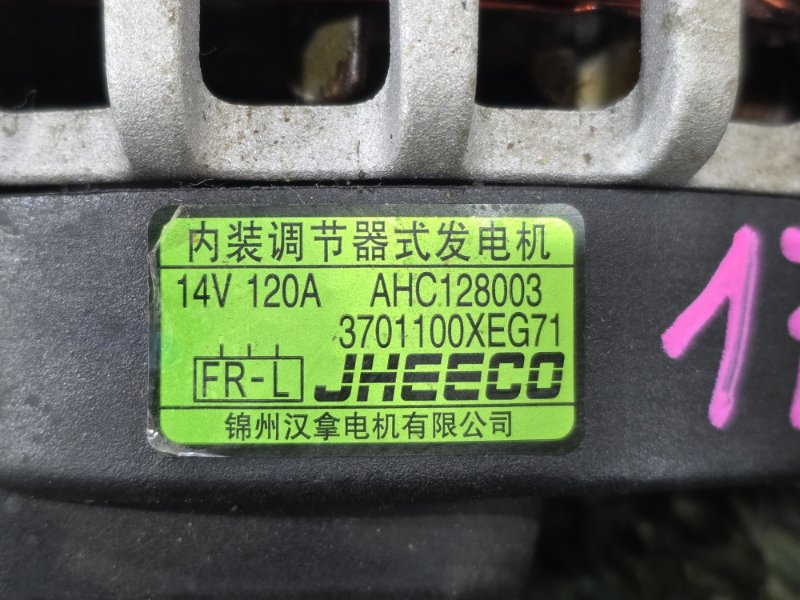 内装调节器式发电机
14V 120A AHC128003
3701100XEG71
FR-L JHEECO
锦州汉拿电机有限公司